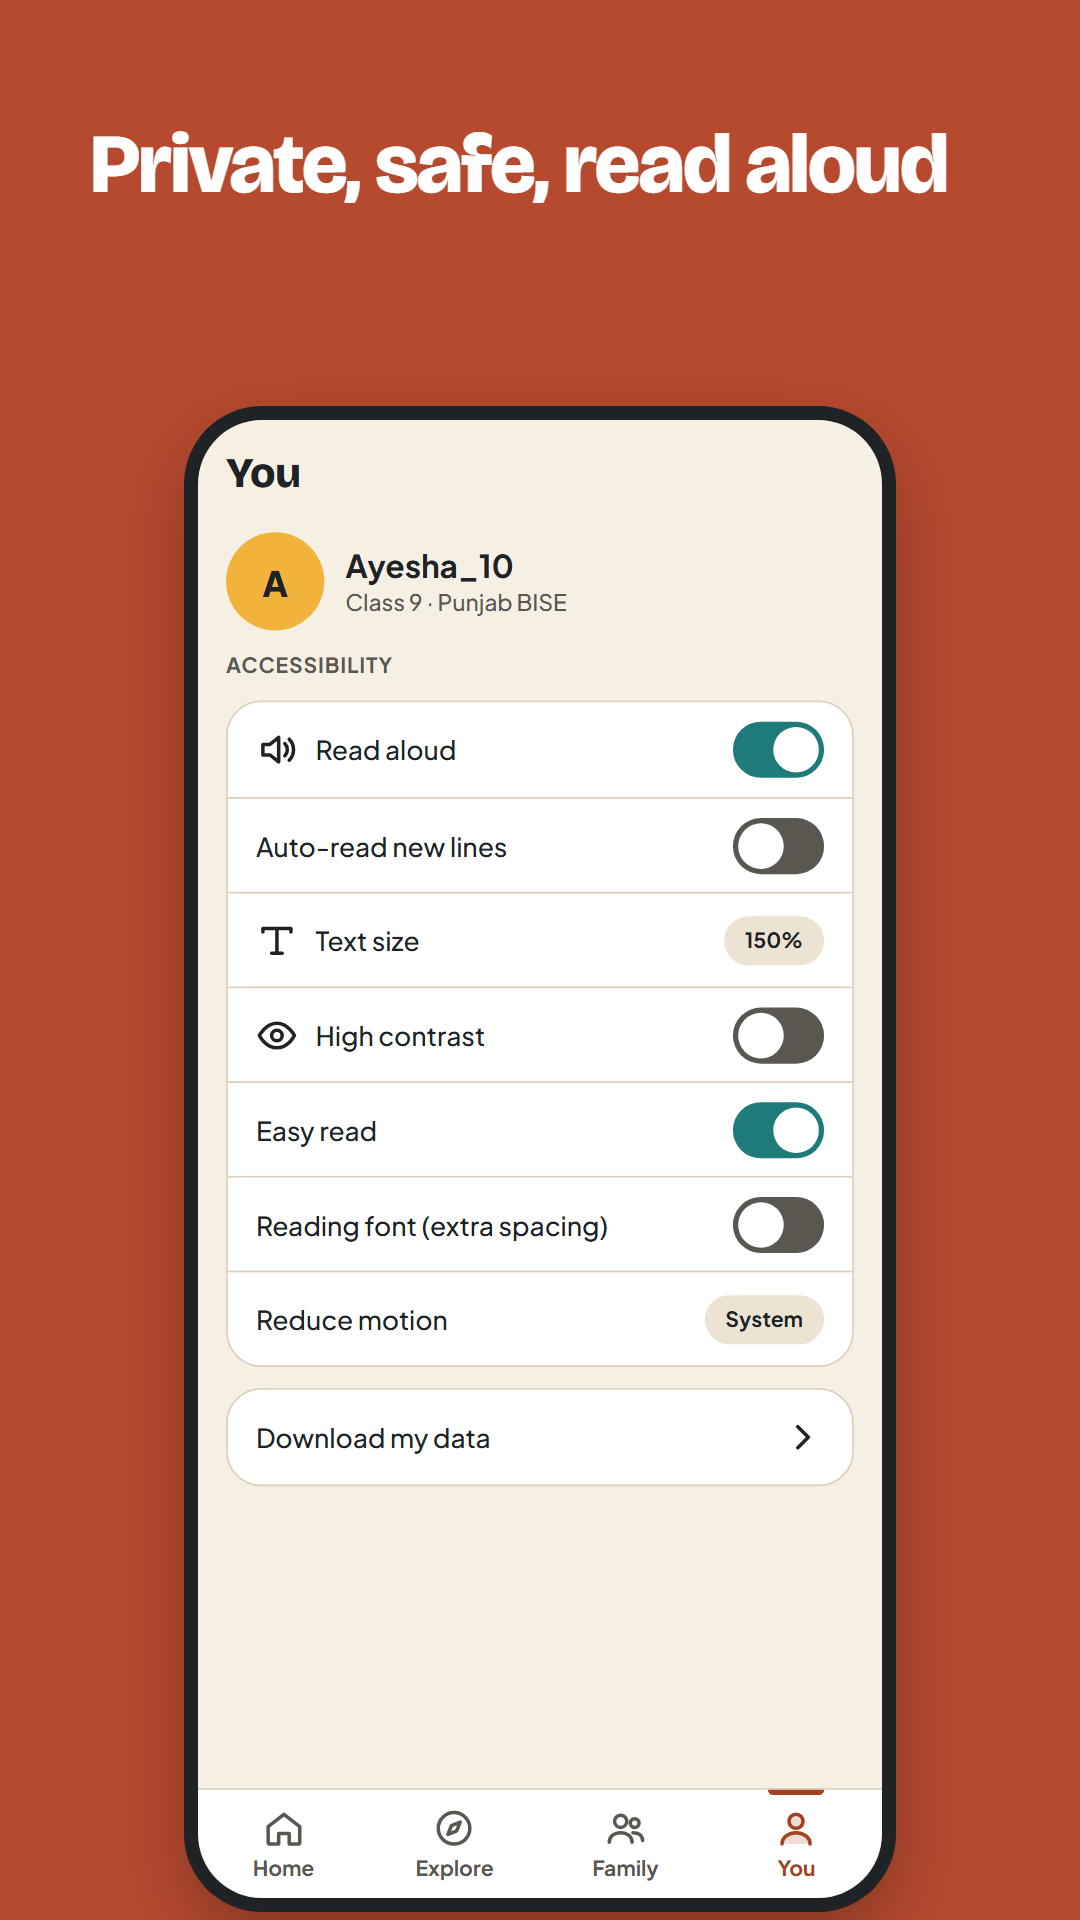 Private, safe, read aloud
You
A
Ayesha_10
Class 9 · Punjab BISE
ACCESSIBILITY
Read aloud
Auto-read new lines
Text size
150%
High contrast
Easy read
Reading font (extra spacing)
Reduce motion
System
Download my data
Home
Explore
Family
You